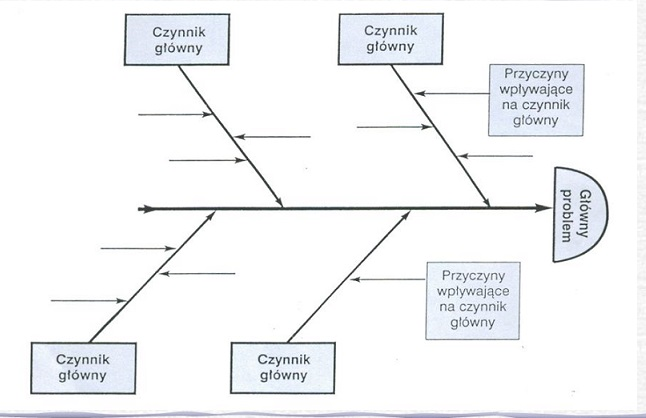 Czynnik
główny
Czynnik
główny
Przyczyny
wpływające
na czynnik
główny
Główny
problem
Przyczyny
wpływające
na czynnik
główny
Czynnik
główny
Czynnik
główny